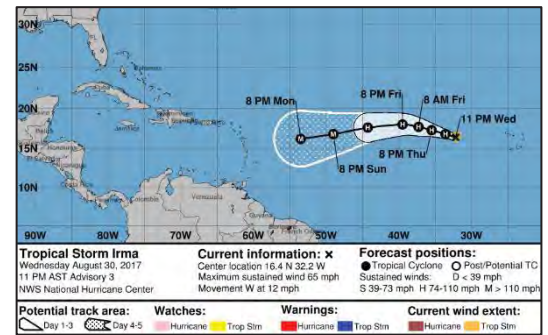 30N
25N
Bahamas
20N
8 PM Mon
8 PM Fri
8 AM Fri
11 PM Wed
15N
8 PM Thu
8 PM Sun
10N
Venezuela
Colombia
90W 80W 70W 60W 50W 40W 30W
M M H H H H H
Tropical Storm Irma
Wednesday August 30, 2017
11 PM AST Advisory 3
NWS National Hurricane Center
Current information: ×
Center location 16.4 N 32.2 W
Maximum sustained wind 65 mph
Movement W at 12 mph
Forecast positions:
Tropical Cyclone Post/Potential TC
Sustained winds: D < 39 mph
S 39-73 mph H 74-110 mph M > 110 mph
Potential track area:
Day 1-3 Day 4-5
Watches:
Hurricane Trop Stm
Warnings:
Hurricane Trop Stm
Current wind extent:
Hurricane Trop Stm